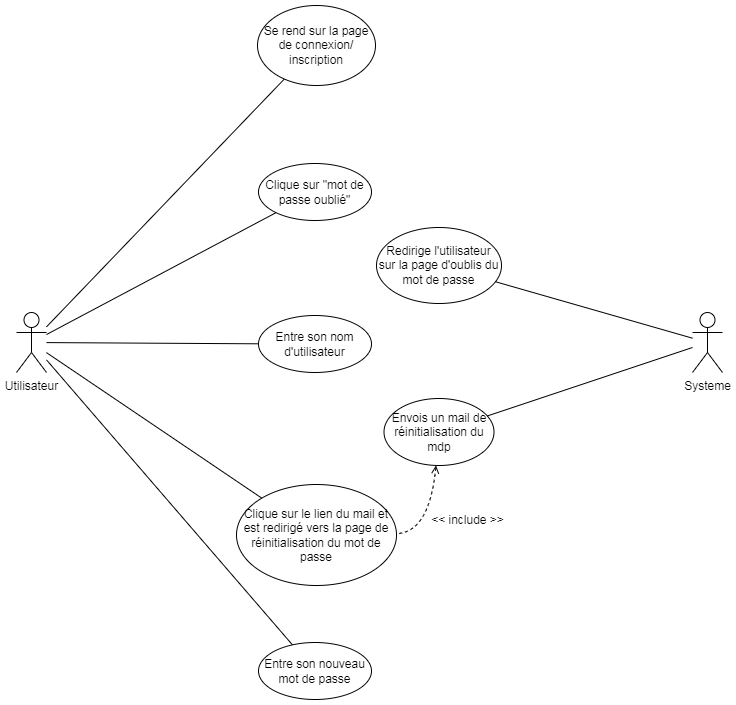 Se rend sur la page
de connexion/
inscription
Clique sur "mot de
passe oublié"
Redirige l'utilisateur
sur la page d'oublis du
mot de passe
Entre son nom
d'utilisateur
Utilisateur
Systeme
Envois un mail de
réinitialisation du
mdp
Clique sur le lien du mail et
est redirigé vers la page de
réinitialisation du mot de
passe
<< include >>
Entre son nouveau
mot de passe